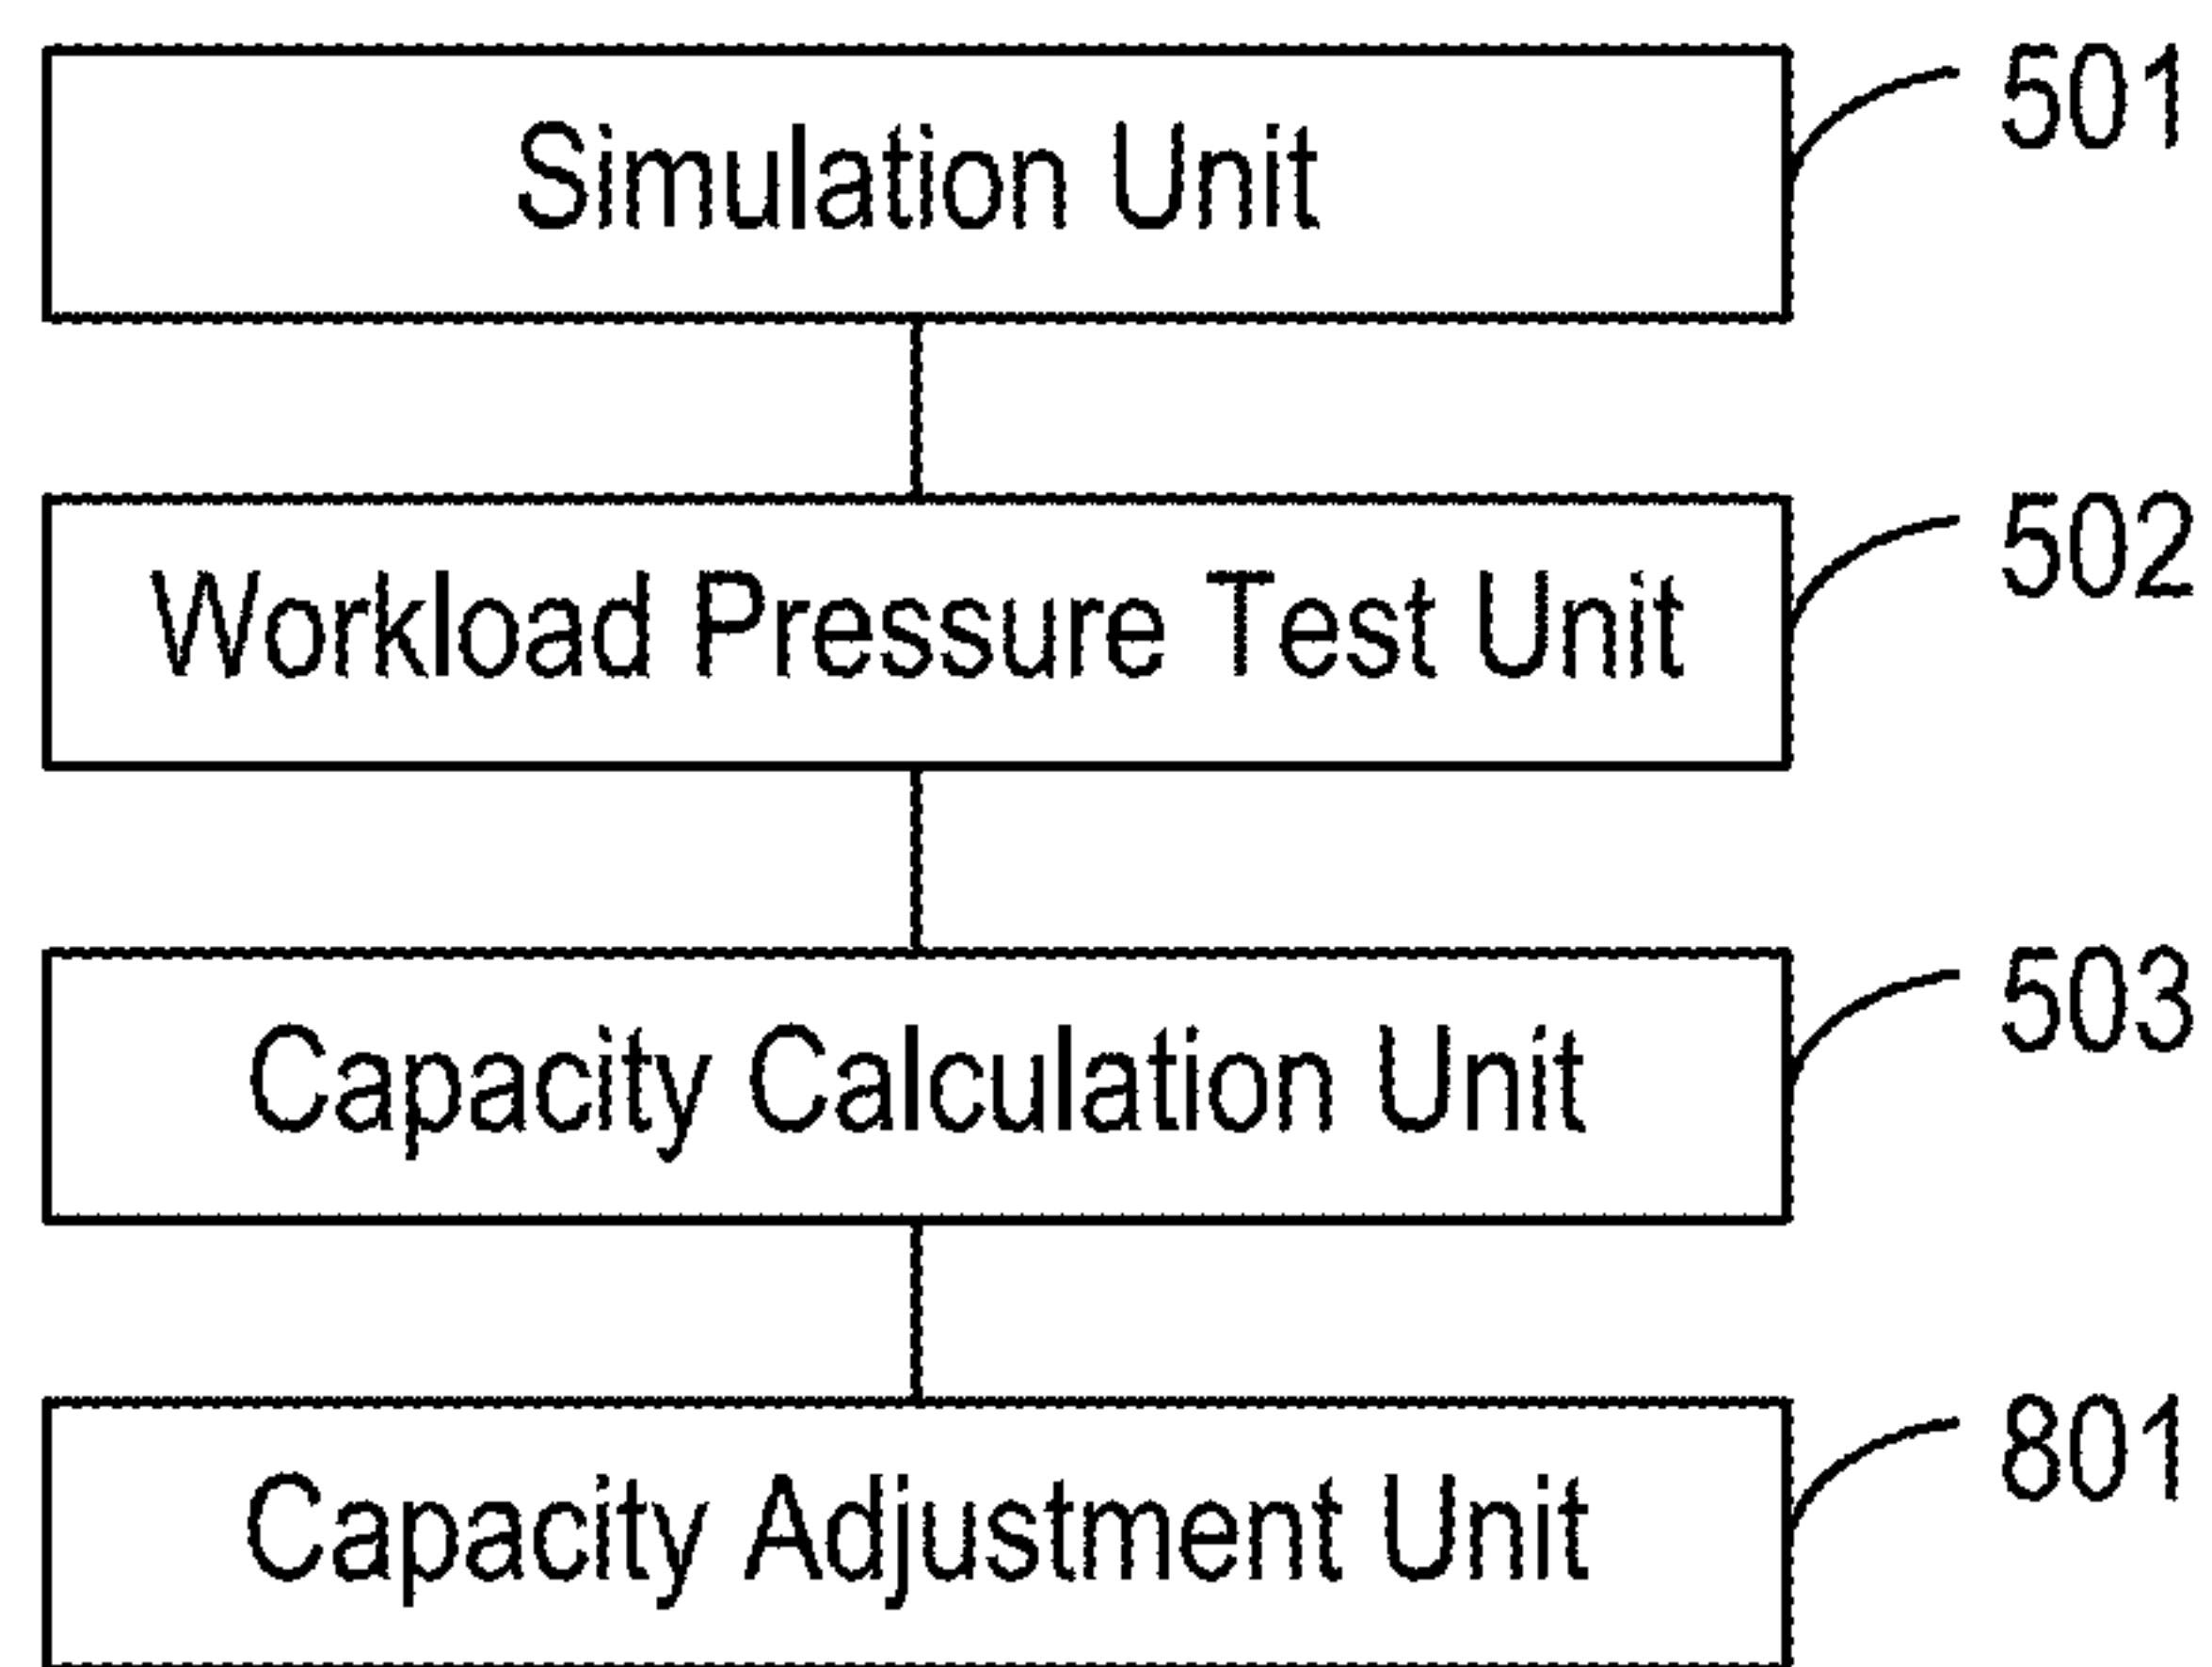 Simulation Unit
501
Workload Pressure Test Unit
502
Capacity Calculation Unit
503
Capacity Adjustment Unit
801